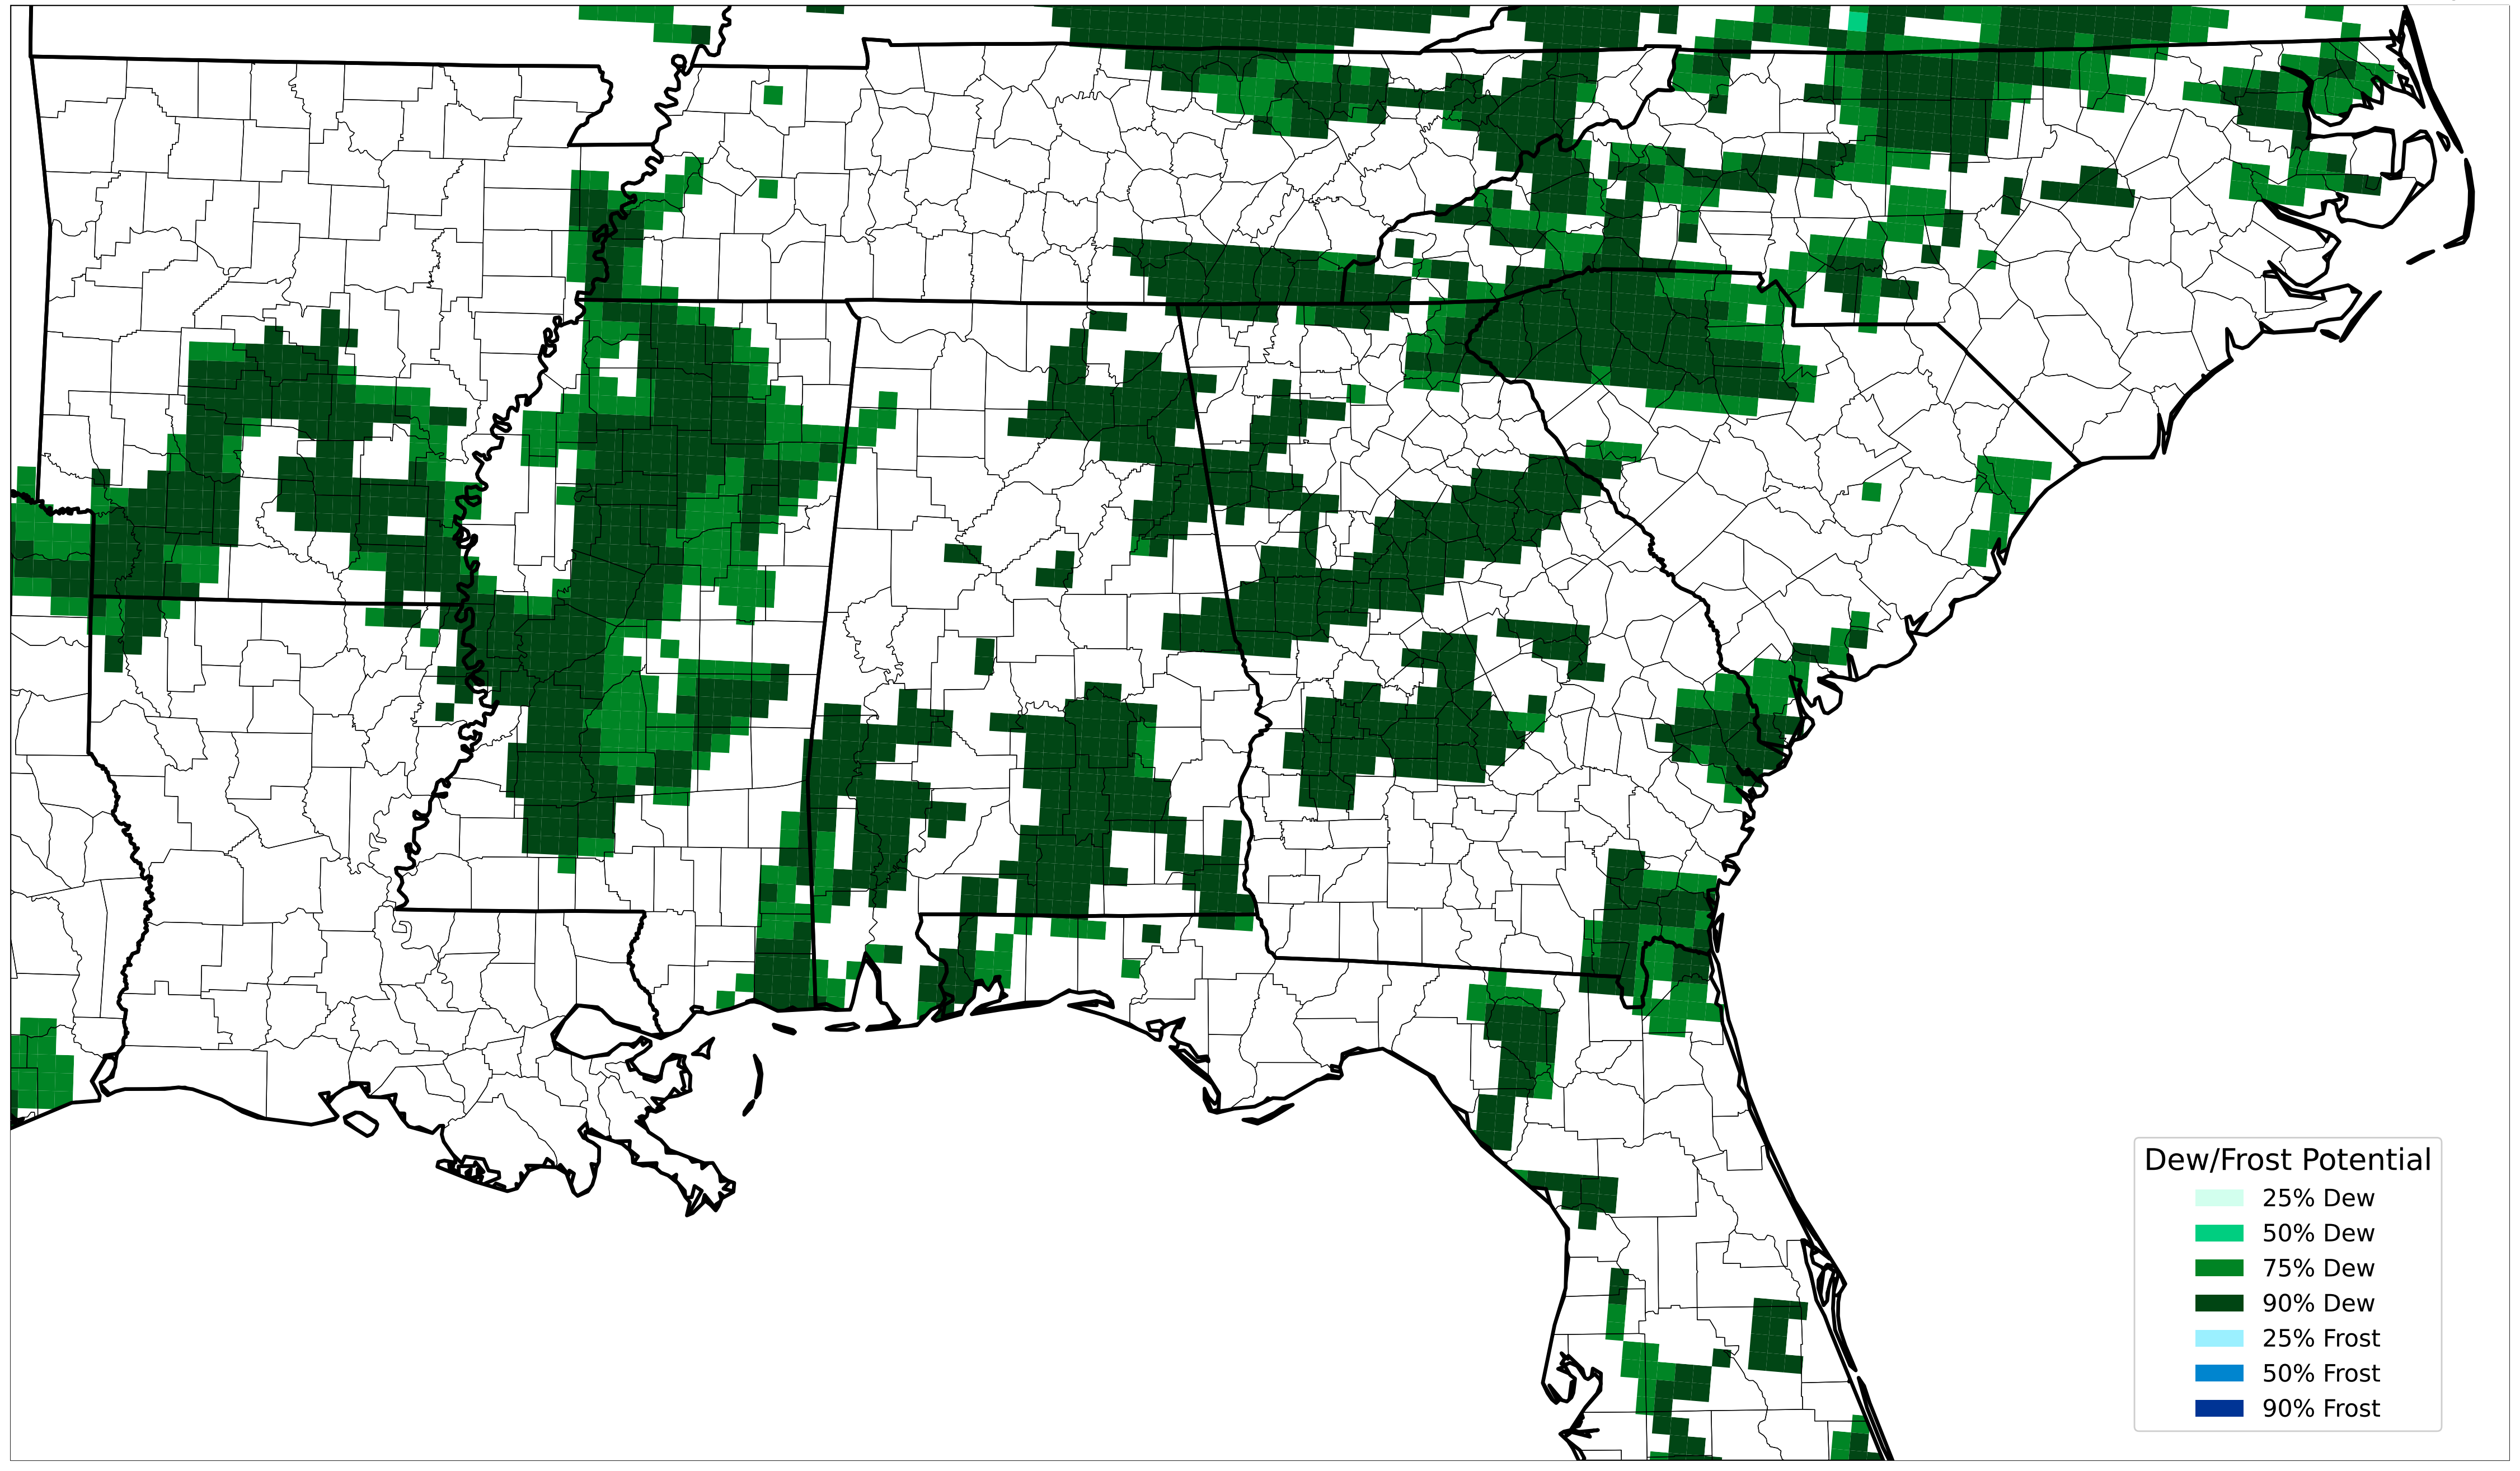 Dew/Frost Potential
25% Dew
50% Dew
75% Dew
90% Dew
25% Frost
50% Frost
90% Frost